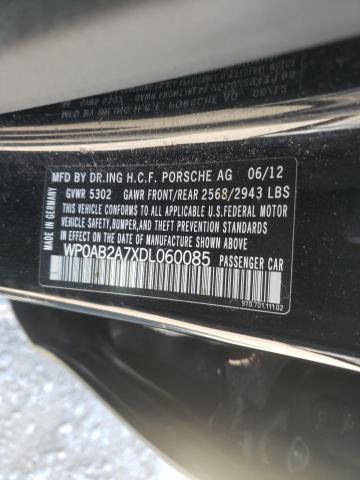 MFD BY DR.ING H.C.F. PORSCHE AG 06/12
GVWR 5302 GAWR FRONT/REAR 2568/2943 LBS
THIS VEHICLE CONFORMS TO ALL APPLICABLE
U.S.FEDERAL MOTOR
VEHICLE SAFETY, BUMPER, AND
THEFT PREVENTION STANDARDS
IN EFFECT ON THE DATE OF
MANUFACTURE SHOWN ABOVE.
WP0AB2A7XDL060085 PASSENGER CAR
MADE IN GERMANY
970.701.111.02